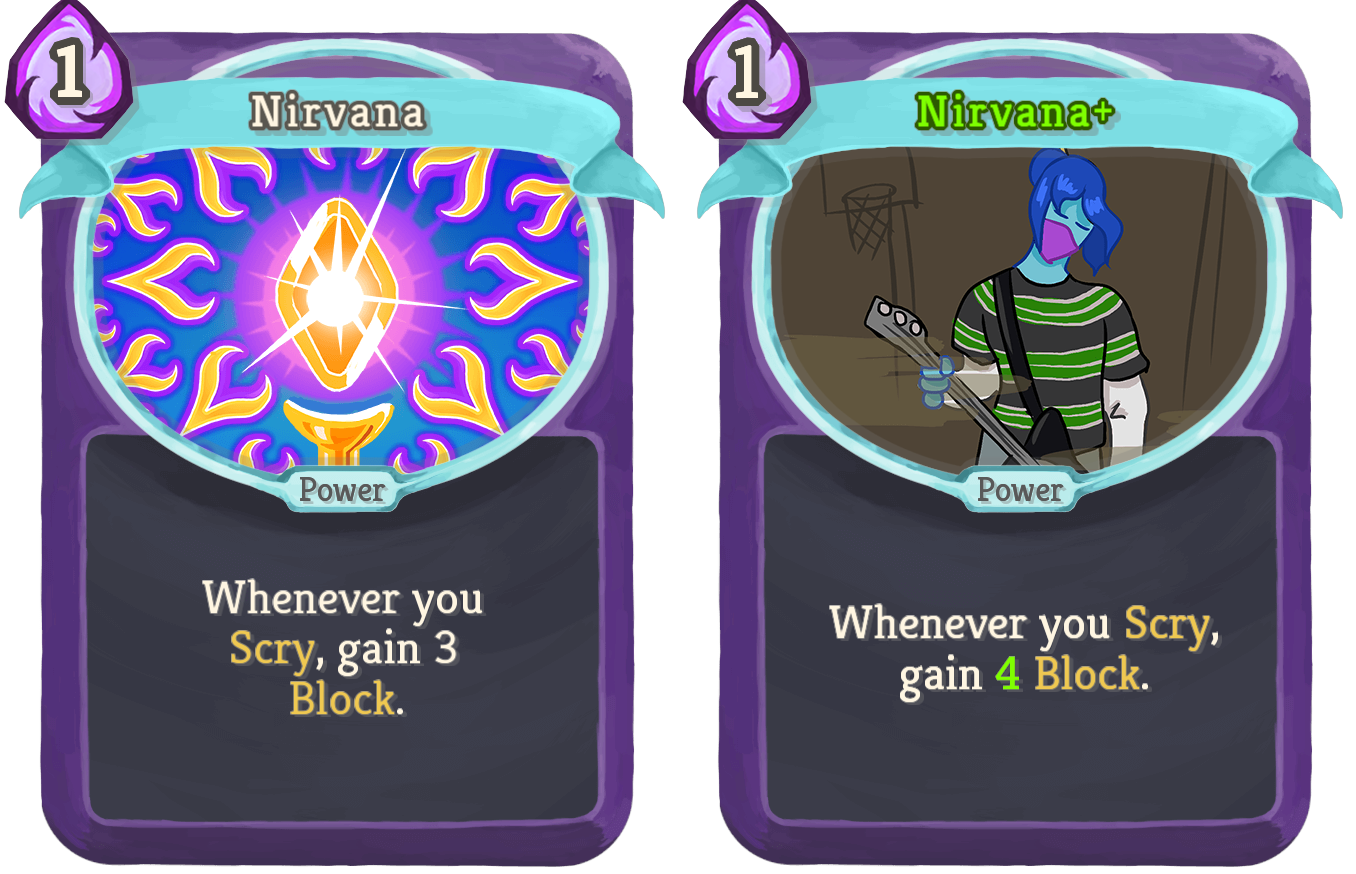 1
Nirvana
Power
Whenever you
Scry, gain 3
Block.
1
Nirvana+
Power
Whenever you Scry,
gain 4 Block.